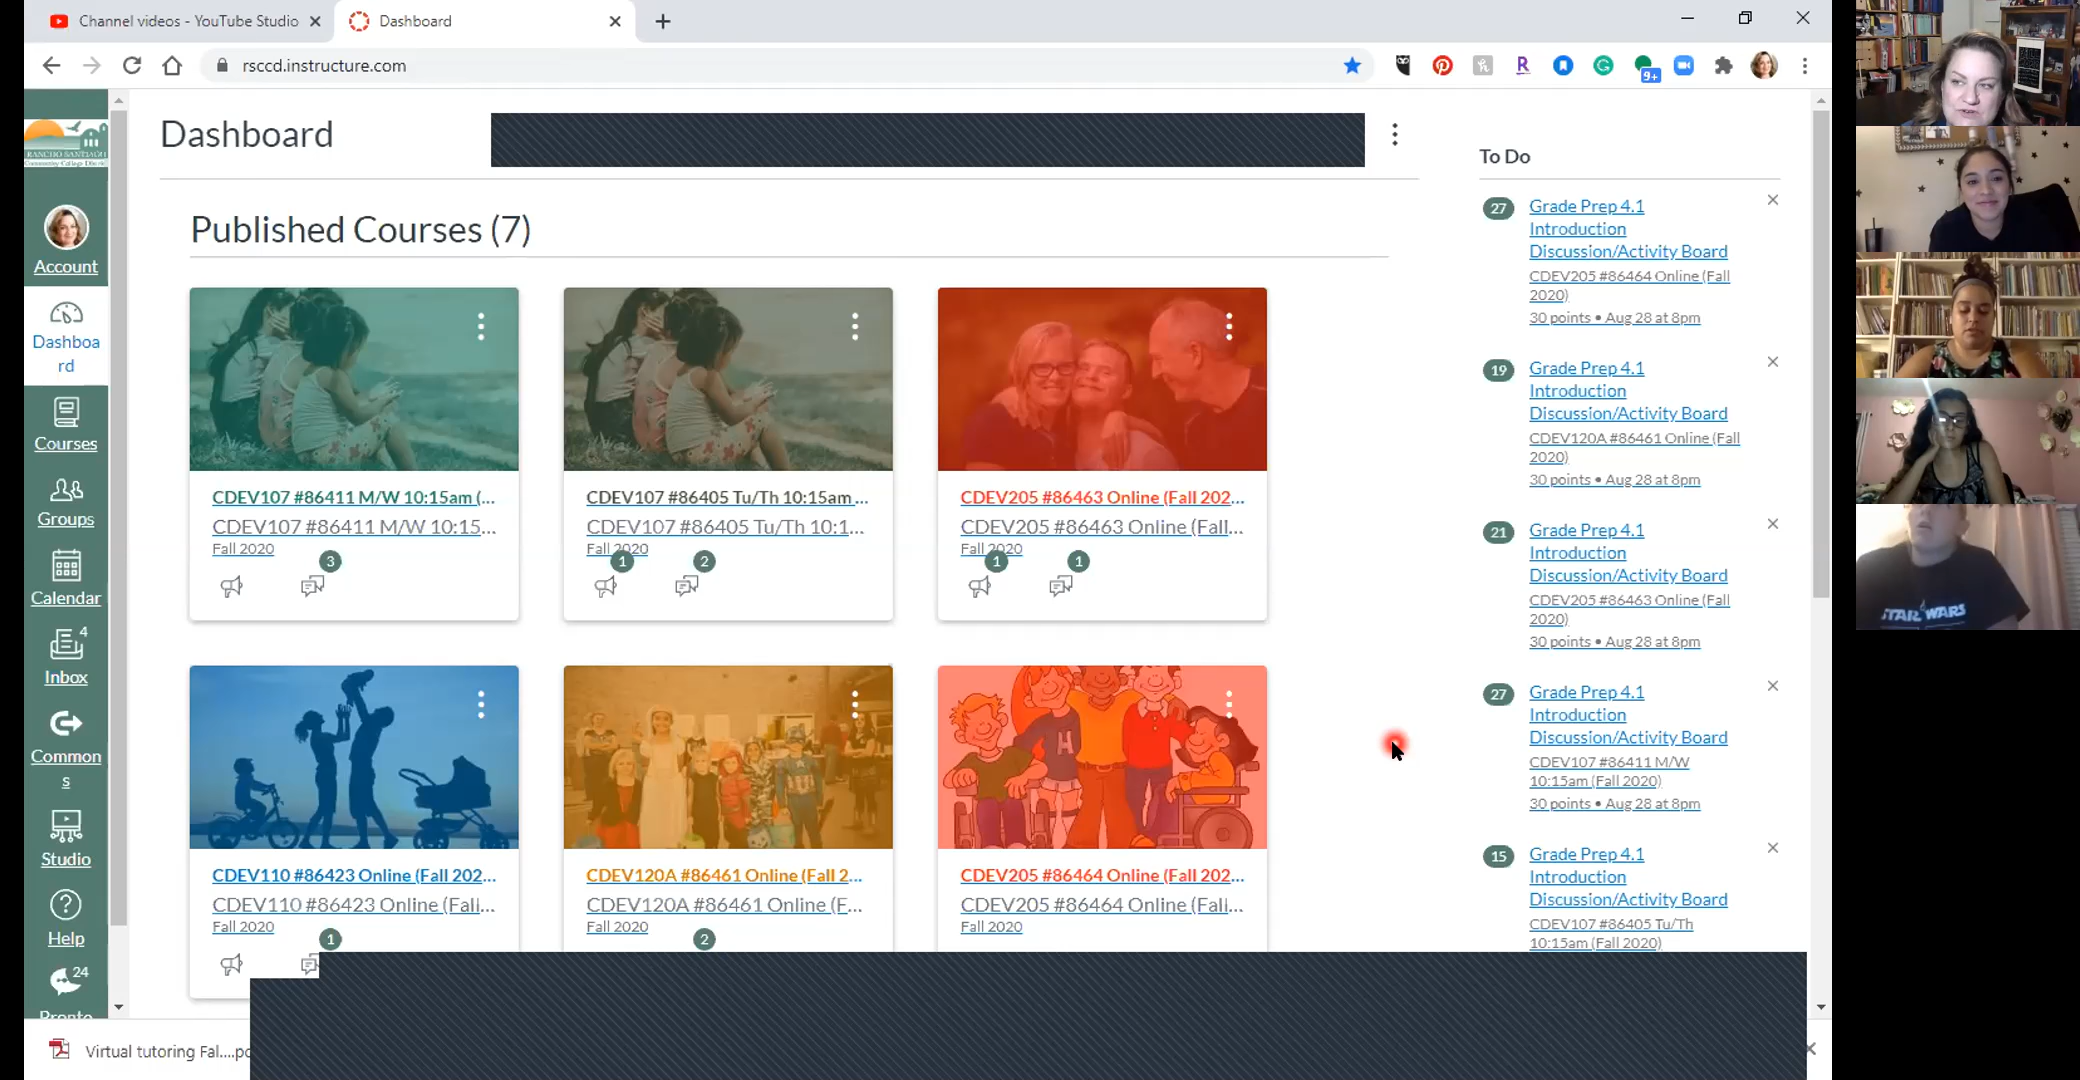 Channel videos - YouTube Studio
Dashboard
rsccd.instructure.com
9+
RANCHO SANTIAGO
Community College District
Account
Dashboa
rd
Courses
Groups
Calendar
4
Inbox
Common
s
Studio
Help
24
Pronto
Dashboard
Published Courses (7)
CDEV107 #86411 M/W 10:15am (...
CDEV107 #86411 M/W 10:15...
Fall 2020
3
CDEV107 #86405 Tu/Th 10:15am ...
CDEV107 #86405 Tu/Th 10:1...
Fall 2020
1
2
CDEV205 #86463 Online (Fall 202...
CDEV205 #86463 Online (Fall...
Fall 2020
1
1
H
CDEV110 #86423 Online (Fall 202...
CDEV110 #86423 Online (Fall...
Fall 2020
1
CDEV120A #86461 Online (Fall 2...
CDEV120A #86461 Online (F...
Fall 2020
2
CDEV205 #86464 Online (Fall 202...
CDEV205 #86464 Online (Fall...
Fall 2020
To Do
27
Grade Prep 4.1
Introduction
Discussion/Activity Board
CDEV205 #86464 Online (Fall
2020)
30 points • Aug 28 at 8pm
19
Grade Prep 4.1
Introduction
Discussion/Activity Board
CDEV120A #86461 Online (Fall
2020)
30 points • Aug 28 at 8pm
21
Grade Prep 4.1
Introduction
Discussion/Activity Board
CDEV205 #86463 Online (Fall
2020)
30 points • Aug 28 at 8pm
27
Grade Prep 4.1
Introduction
Discussion/Activity Board
CDEV107 #86411 M/W
10:15am (Fall 2020)
30 points • Aug 28 at 8pm
15
Grade Prep 4.1
Introduction
Discussion/Activity Board
CDEV107 #86405 Tu/Th
10:15am (Fall 2020)
STAR WARS
Virtual tutoring Fal....